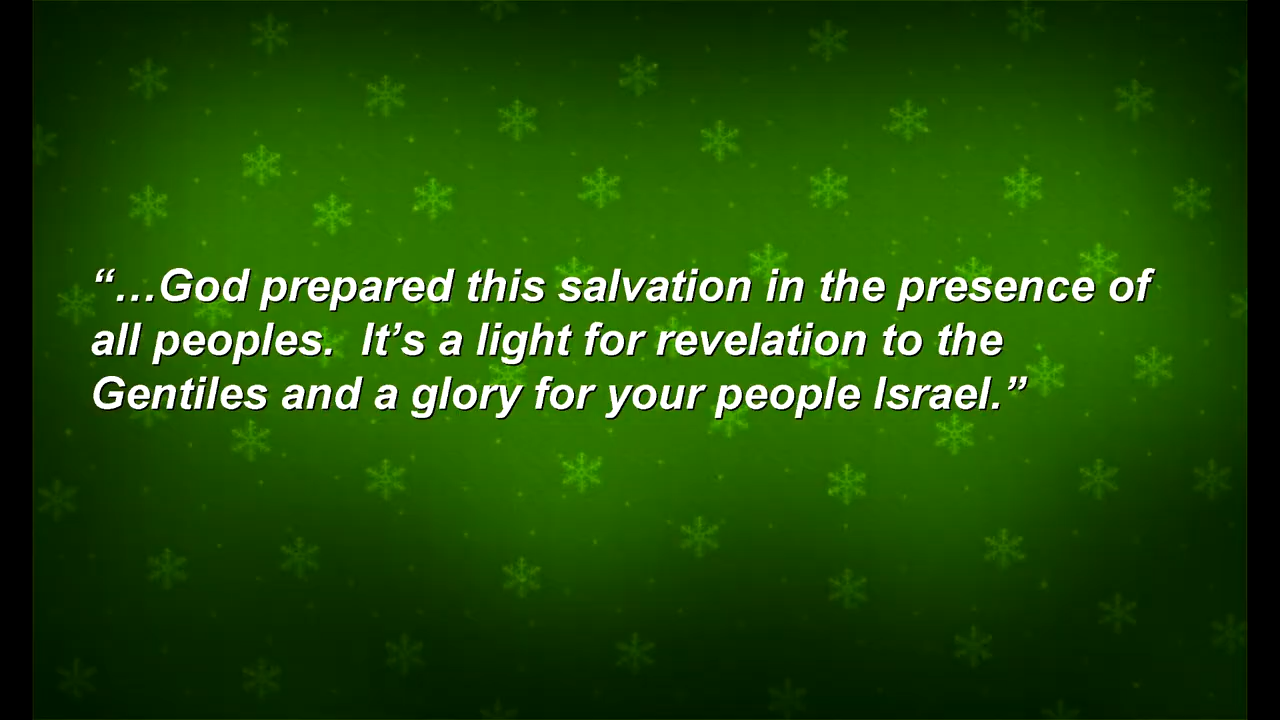 “…God prepared this salvation in the presence of
all peoples.  It’s a light for revelation to the
Gentiles and a glory for your people Israel.”